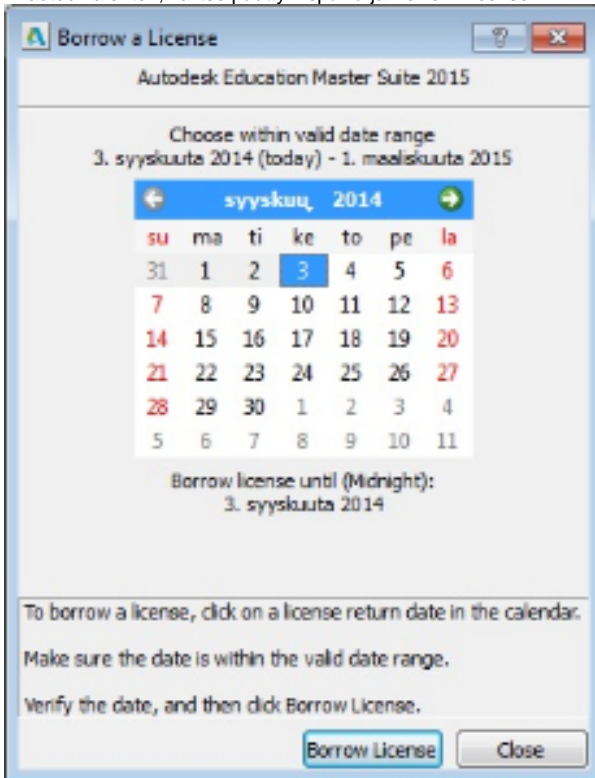 Borrow a License
Autodesk Education Master Suite 2015
Choose within valid date range
3. syyskuuta 2014 (today) - 1. maaliskuuta 2015
syyskuu, 2014
su ma ti ke to pe la
31 1 2 3 4 5 6
7 8 9 10 11 12 13
14 15 16 17 18 19 20
21 22 23 24 25 26 27
28 29 30 1 2 3 4
5 6 7 8 9 10 11
Borrow license until (Midnight):
3. syyskuuta 2014
To borrow a license, click on a license return date in the calendar.
Make sure the date is within the valid date range.
Verify the date, and then click Borrow License.
Borrow License Close